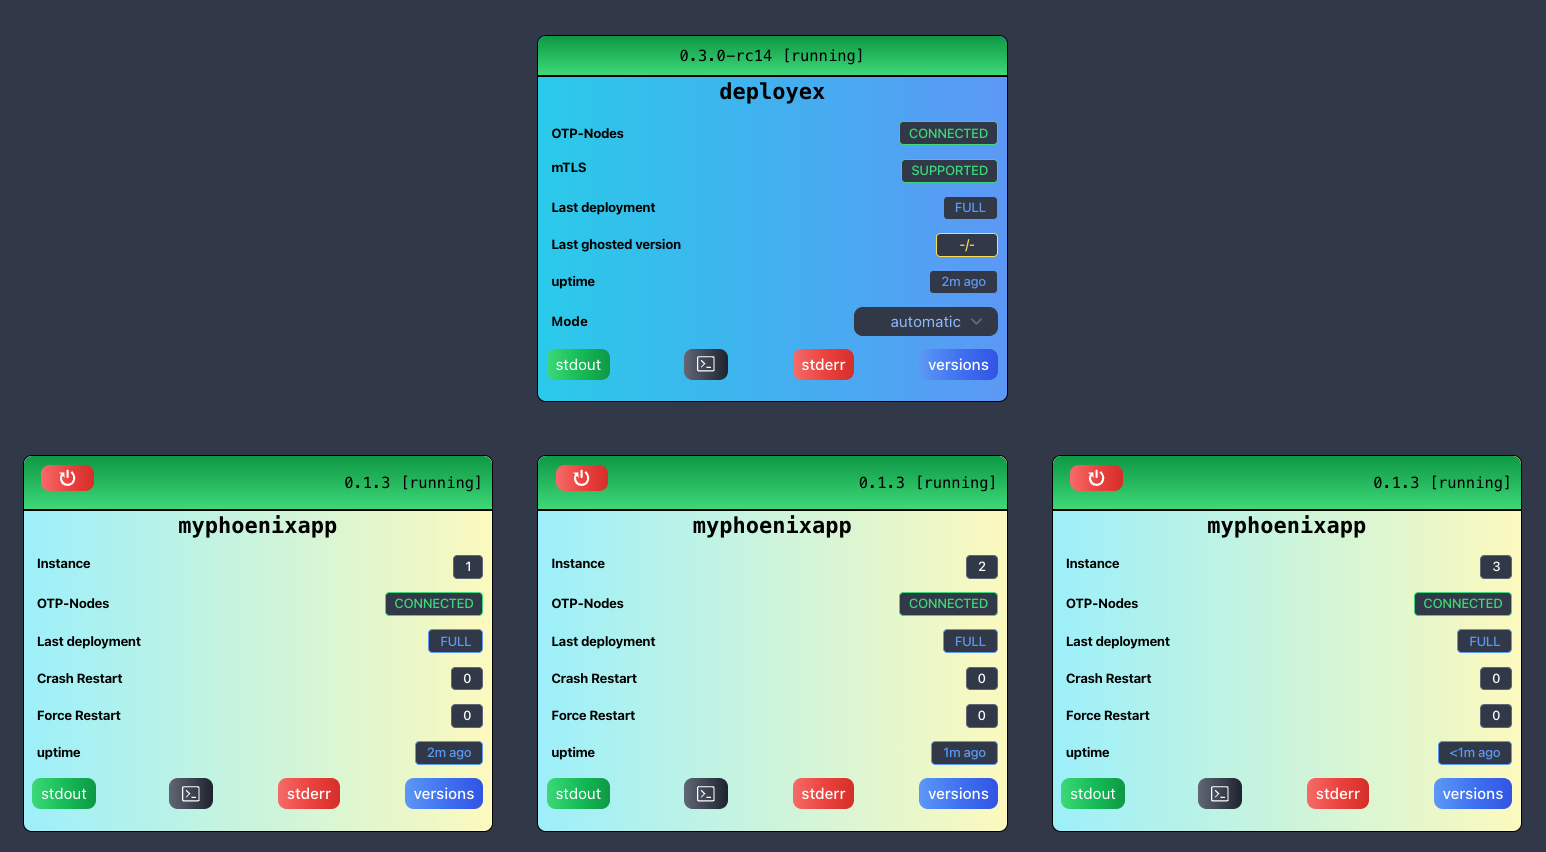 0.3.0-rc14 [running]
deployex
OTP-Nodes CONNECTED
mTLS SUPPORTED
Last deployment FULL
Last ghosted version -/-
uptime 2m ago
Mode automatic
stdout stderr versions
0.1.3 [running]
myphoenixapp
Instance 1
OTP-Nodes CONNECTED
Last deployment FULL
Crash Restart 0
Force Restart 0
uptime 2m ago
stdout stderr versions
0.1.3 [running]
myphoenixapp
Instance 2
OTP-Nodes CONNECTED
Last deployment FULL
Crash Restart 0
Force Restart 0
uptime 1m ago
stdout stderr versions
0.1.3 [running]
myphoenixapp
Instance 3
OTP-Nodes CONNECTED
Last deployment FULL
Crash Restart 0
Force Restart 0
uptime <1m ago
stdout stderr versions